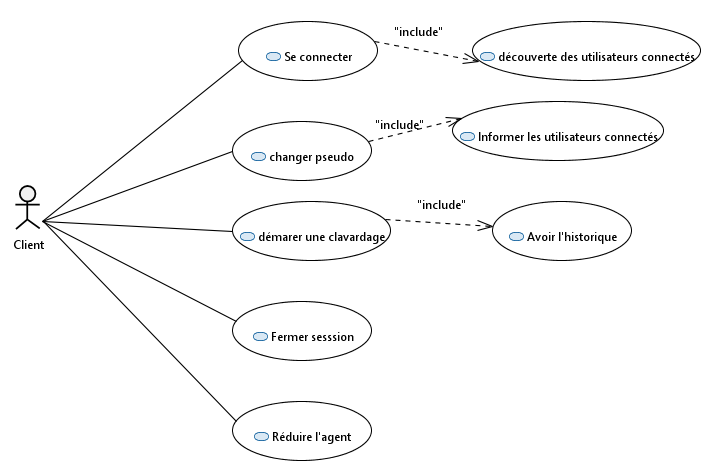 "include"
Se connecter
découverte des utilisateurs connectés
"include"
changer pseudo
Informer les utilisateurs connectés
"include"
démarer une clavardage
Avoir l'historique
Client
Fermer sesssion
Réduire l'agent